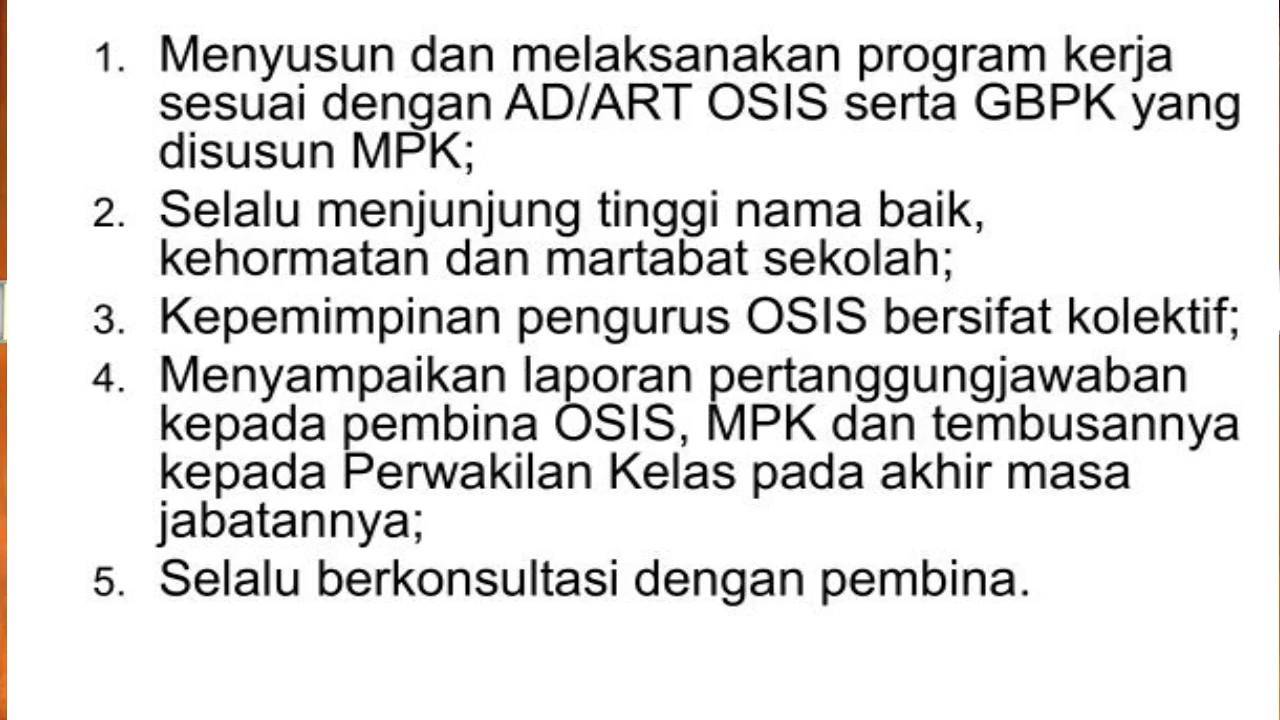 1. Menyusun dan melaksanakan program kerja
sesuai dengan AD/ART OSIS serta GBPK yang
disusun MPK;
2. Selalu menjunjung tinggi nama baik,
kehormatan dan martabat sekolah;
3. Kepemimpinan pengurus OSIS bersifat kolektif;
4. Menyampaikan laporan pertanggungjawaban
kepada pembina OSIS, MPK dan tembusannya
kepada Perwakilan Kelas pada akhir masa
jabatannya;
5. Selalu berkonsultasi dengan pembina.